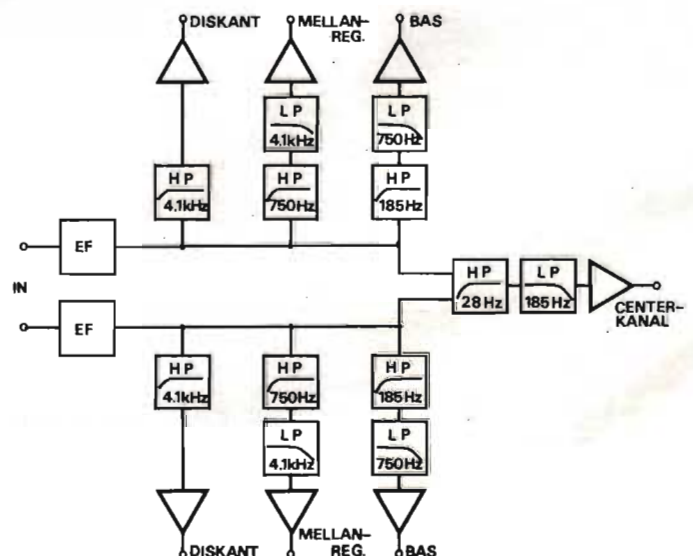 DISKANT
MELLAN-
REG.
BAS
LP
4.1kHz
LP
750Hz
HP
4.1kHz
HP
750Hz
HP
185Hz
EF
IN
EF
HP
28Hz
LP
185Hz
CENTER-
KANAL
HP
4.1kHz
HP
750Hz
HP
185Hz
LP
4.1kHz
LP
750Hz
DISKANT
MELLAN-
REG.
BAS